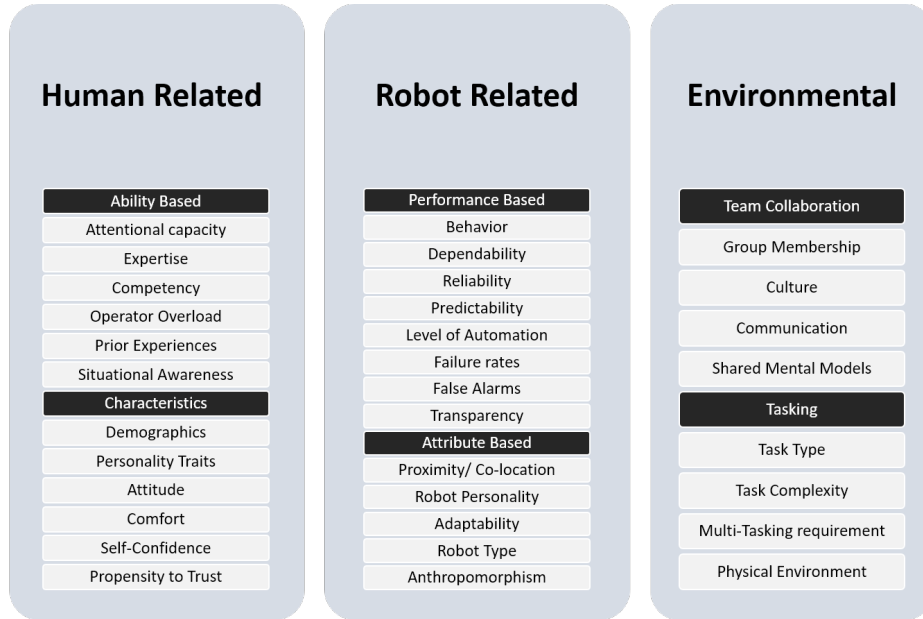 Human Related
Ability Based
Attentional capacity
Expertise
Competency
Operator Overload
Prior Experiences
Situational Awareness
Characteristics
Demographics
Personality Traits
Attitude
Comfort
Self-Confidence
Propensity to Trust
Robot Related
Performance Based
Behavior
Dependability
Reliability
Predictability
Level of Automation
Failure rates
False Alarms
Transparency
Attribute Based
Proximity/ Co-location
Robot Personality
Adaptability
Robot Type
Anthropomorphism
Environmental
Team Collaboration
Group Membership
Culture
Communication
Shared Mental Models
Tasking
Task Type
Task Complexity
Multi-Tasking requirement
Physical Environment